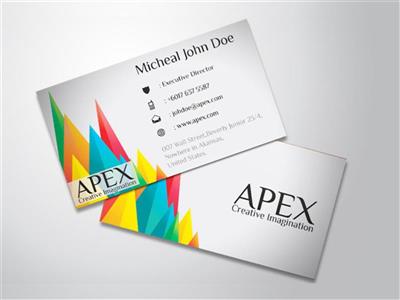 Micheal John Doe
: Executive Director
: +6017 637 5587
: johdoe@apex.com
: www.apex.com
007 Wall Street,Beverly Junior 25/4,
Nowhere in Akansas,
United States.
APEX
Creative Imagination
APEX
Creative Imagination